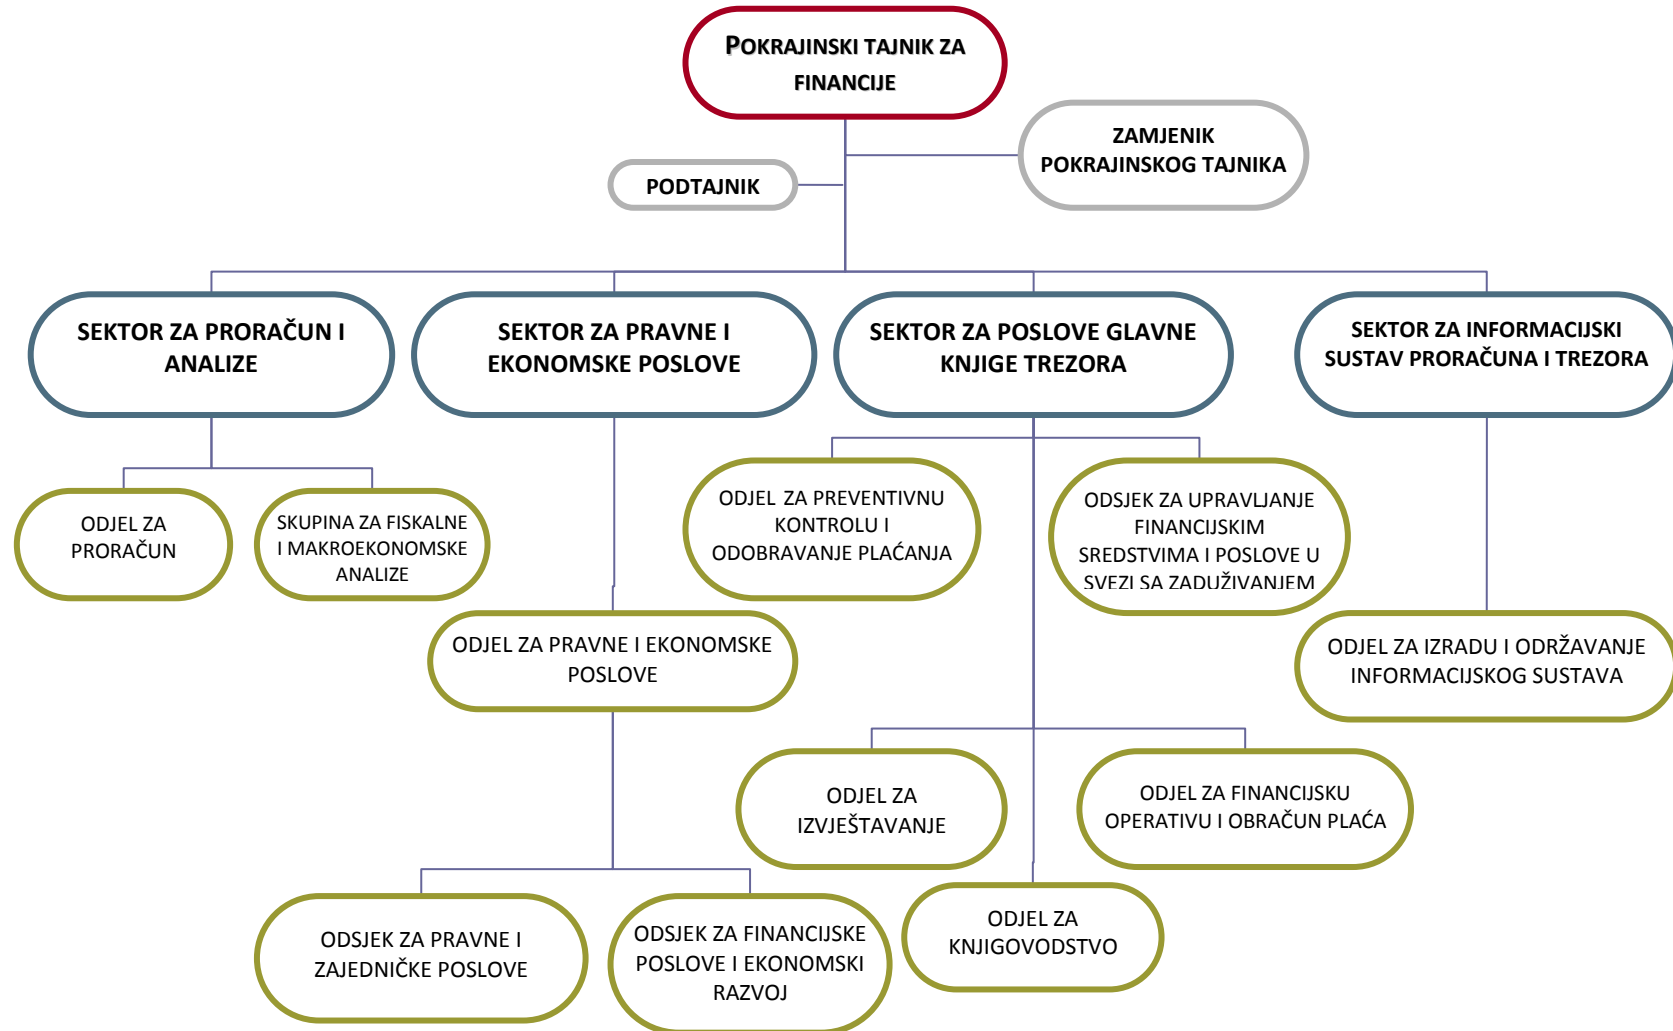 POKRAJINSKI TAJNIK ZA
FINANCIJE
ZAMJENIK
POKRAJINSKOG TAJNIKA
PODTAJNIK
SEKTOR ZA PRORAČUN I
ANALIZE
SEKTOR ZA PRAVNE I
EKONOMSKE POSLOVE
SEKTOR ZA POSLOVE GLAVNE
KNJIGE TREZORA
SEKTOR ZA INFORMACIJSKI
SUSTAV PRORAČUNA I TREZORA
ODJEL ZA
PRORAČUN
SKUPINA ZA FISKALNE
I MAKROEKONOMSKE
ANALIZE
ODJEL ZA PREVENTIVNU
KONTROLU I
ODOBRAVANJE PLAĆANJA
ODSJEK ZA UPRAVLJANJE
FINANCIJSKIM
SREDSTVIMA I POSLOVE U
SVEZI SA ZADUŽIVANJEM
ODJEL ZA PRAVNE I EKONOMSKE
POSLOVE
ODJEL ZA IZRADU I ODRŽAVANJE
INFORMACIJSKOG SUSTAVA
ODJEL ZA
IZVJEŠTAVANJE
ODJEL ZA FINANCIJSKU
OPERATIVU I OBRAČUN PLAĆA
ODSJEK ZA PRAVNE I
ZAJEDNIČKE POSLOVE
ODSJEK ZA FINANCIJSKE
POSLOVE I EKONOMSKI
RAZVOJ
ODJEL ZA
KNJIGOVODSTVO